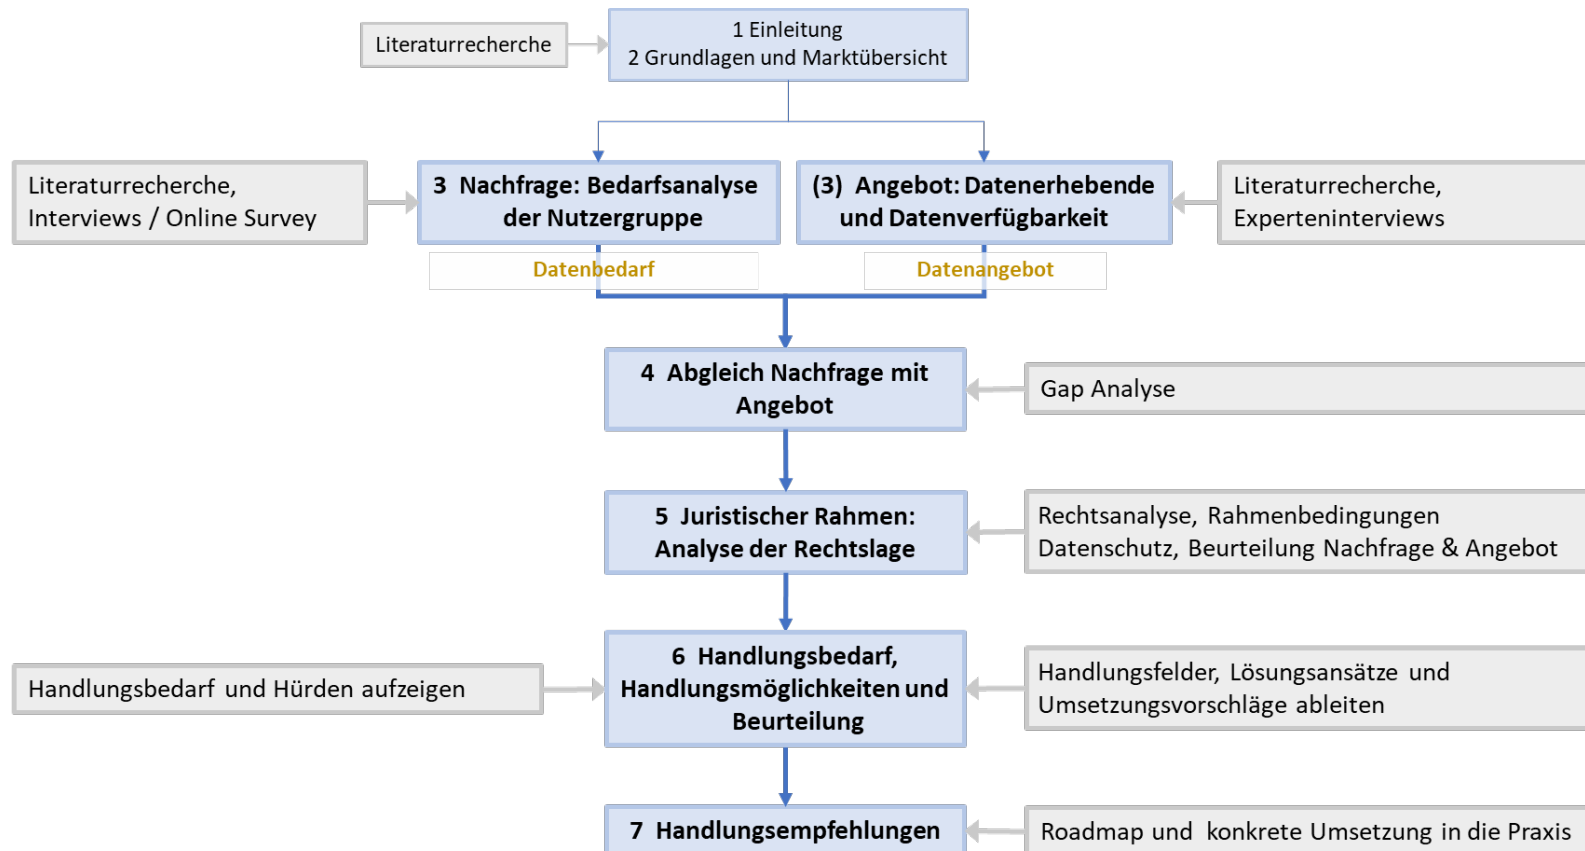 Literaturrecherche
1 Einleitung
2 Grundlagen und Marktübersicht
Literaturrecherche,
Interviews / Online Survey
3 Nachfrage: Bedarfsanalyse
der Nutzergruppe
(3) Angebot: Datenerhebende
und Datenverfügbarkeit
Literaturrecherche,
Experteninterviews
Datenbedarf
Datenangebot
4 Abgleich Nachfrage mit
Angebot
Gap Analyse
5 Juristischer Rahmen:
Analyse der Rechtslage
Rechtsanalyse, Rahmenbedingungen
Datenschutz, Beurteilung Nachfrage & Angebot
Handlungsbedarf und Hürden aufzeigen
6 Handlungsbedarf,
Handlungsmöglichkeiten und
Beurteilung
Handlungsfelder, Lösungsansätze und
Umsetzungsvorschläge ableiten
7 Handlungsempfehlungen
Roadmap und konkrete Umsetzung in die Praxis